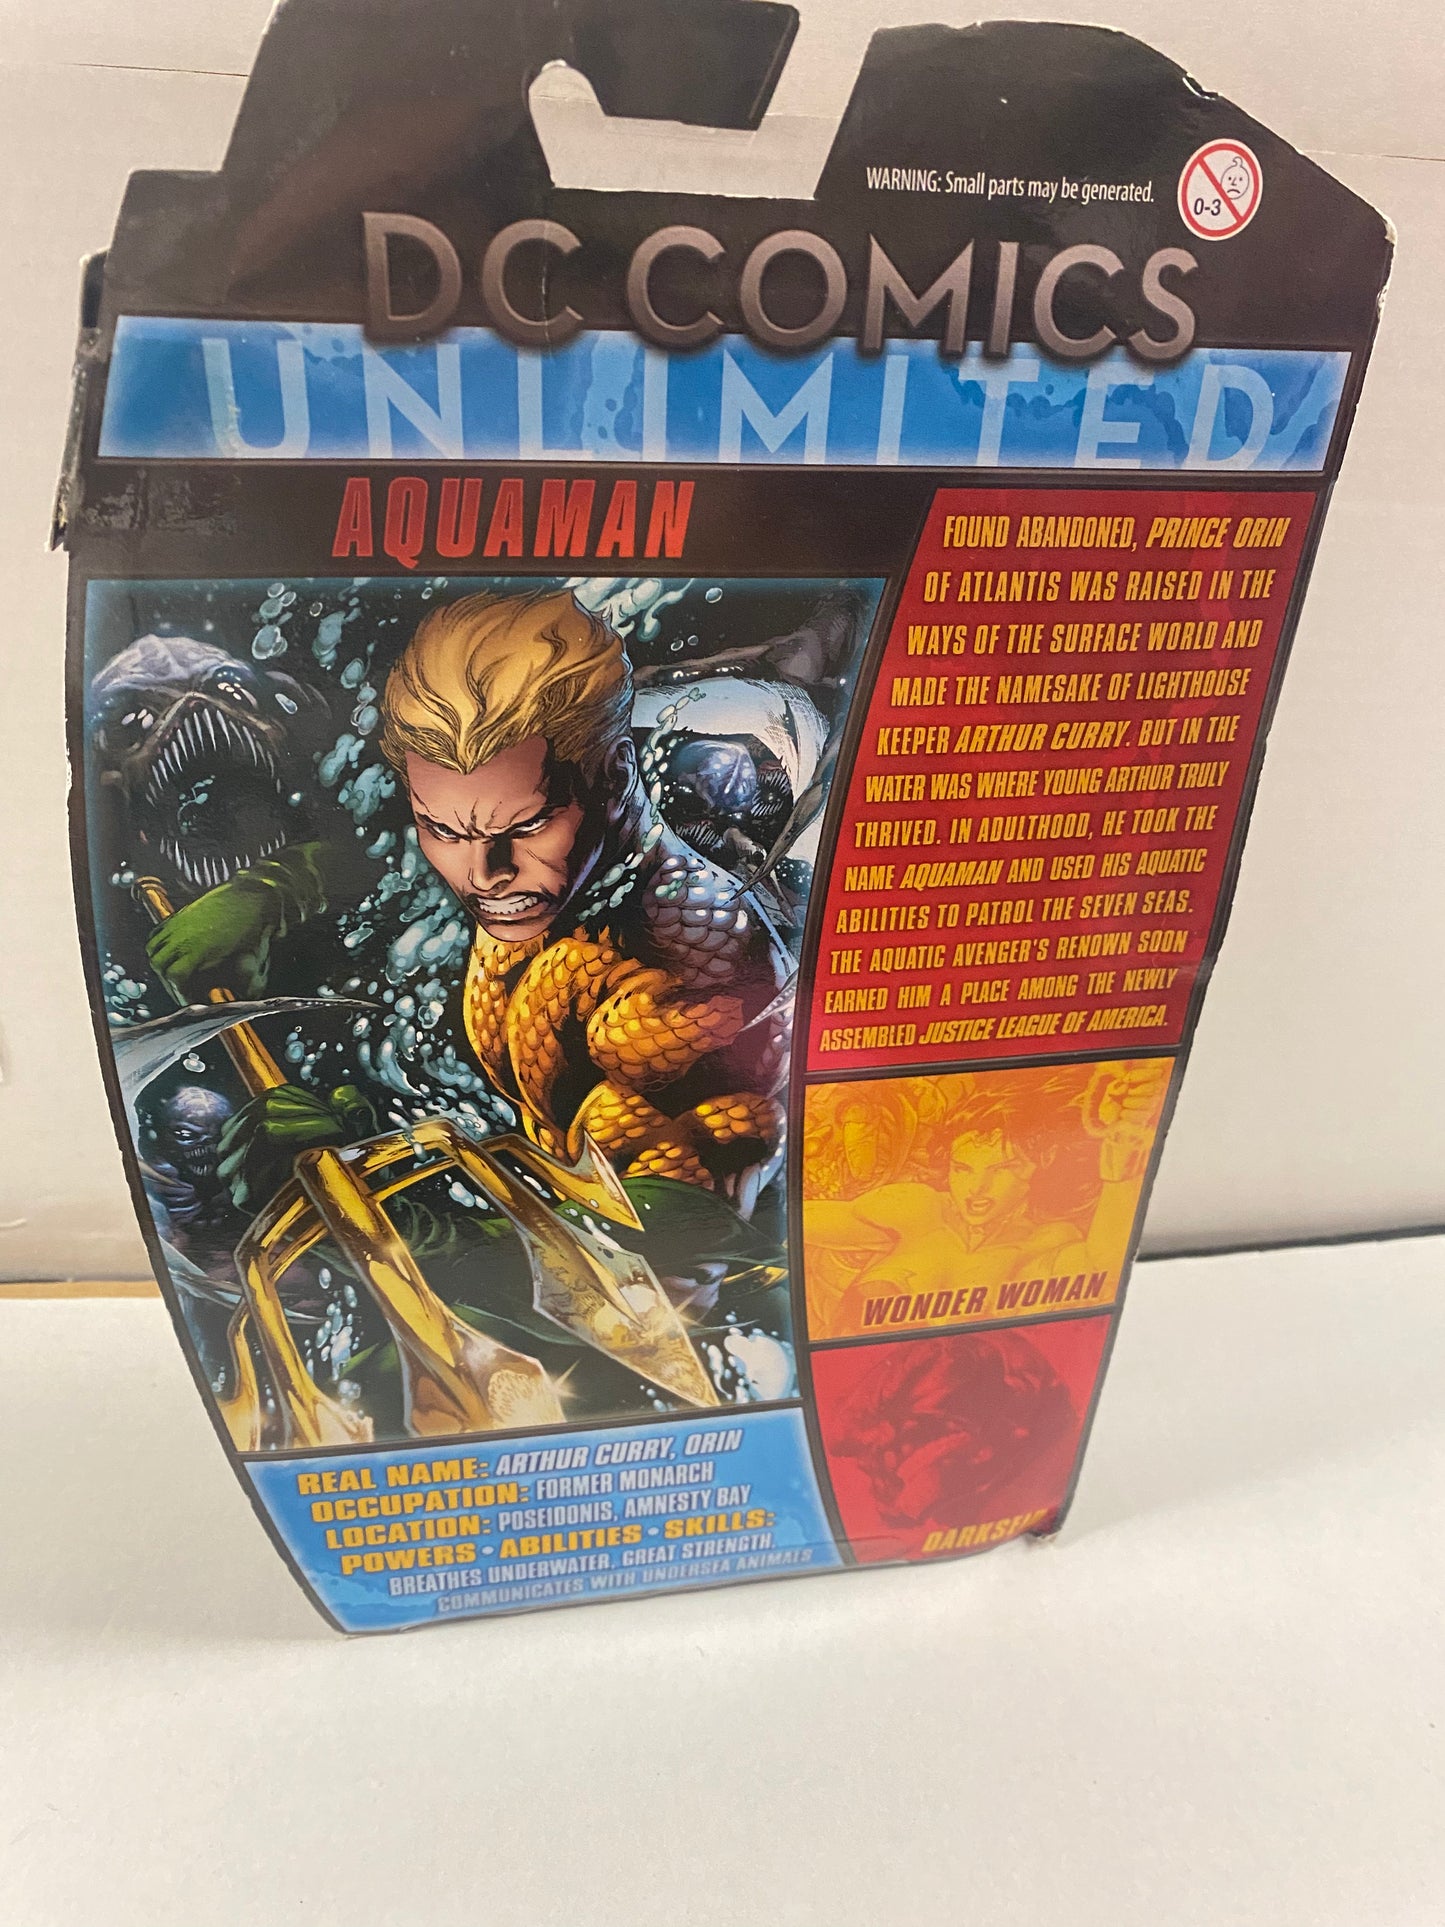 WARNING: Small parts may be generated.
0-3
DC COMICS
UNLIMITED
AQUAMAN
FOUND ABANDONED, PRINCE ORIN
OF ATLANTIS WAS RAISED IN THE
WAYS OF THE SURFACE WORLD AND
MADE THE NAMESAKE OF LIGHTHOUSE
KEEPER ARTHUR CURRY. BUT IN THE
WATER WAS WHERE YOUNG ARTHUR TRULY
THRIVED. IN ADULTHOOD, HE TOOK THE
NAME AQUAMAN AND USED HIS AQUATIC
ABILITIES TO PATROL THE SEVEN SEAS.
THE AQUATIC AVENGER'S RENOWN SOON
EARNED HIM A PLACE AMONG THE NEWLY
ASSEMBLED JUSTICE LEAGUE OF AMERICA.
WONDER WOMAN
DARKSEID
REAL NAME: ARTHUR CURRY, ORIN
OCCUPATION: FORMER MONARCH
LOCATION: POSEIDONIS, AMNESTY BAY
POWERS • ABILITIES • SKILLS:
BREATHES UNDERWATER, GREAT STRENGTH,
COMMUNICATES WITH UNDERSEA ANIMALS